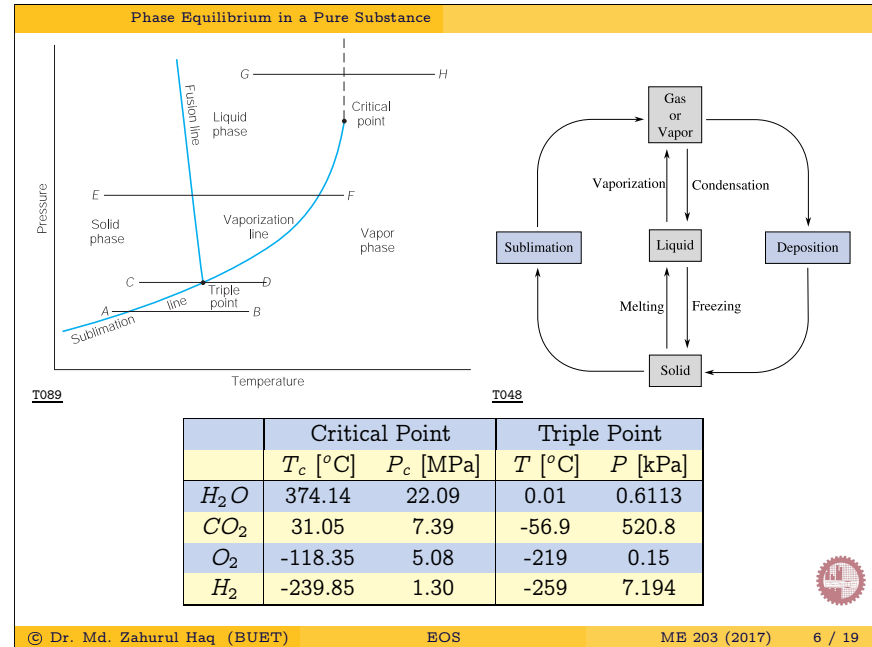 Phase Equilibrium in a Pure Substance
G
H
Critical
point
Fusion line
Liquid
phase
E
F
Solid
phase
Vaporization
line
Vapor
phase
C
D
Triple
point
A
B
Sublimation
line
Pressure
Temperature
T089
Gas
or
Vapor
Vaporization
Condensation
Sublimation
Liquid
Deposition
Melting
Freezing
Solid
T048
Critical Point Triple Point
T_c [°C] P_c [MPa] T [°C] P [kPa]
H₂O 374.14 22.09 0.01 0.6113
CO₂ 31.05 7.39 -56.9 520.8
O₂ -118.35 5.08 -219 0.15
H₂ -239.85 1.30 -259 7.194
© Dr. Md. Zahurul Haq (BUET) EOS ME 203 (2017) 6 / 19